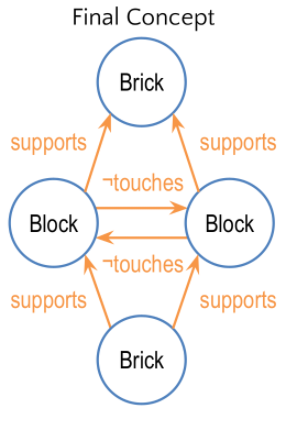 Final Concept
Brick
supports
supports
¬touches
Block
Block
¬touches
supports
supports
Brick